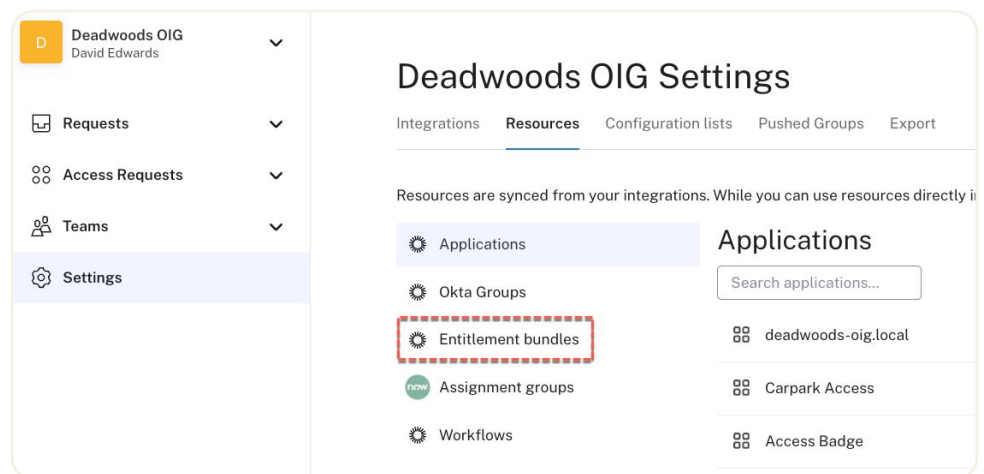 D
Deadwoods OIG
David Edwards
Requests
Access Requests
Teams
Settings
Deadwoods OIG Settings
Integrations Resources Configuration lists Pushed Groups Export
Resources are synced from your integrations. While you can use resources directly
Applications
Okta Groups
Entitlement bundles
now
Assignment groups
Workflows
Applications
Search applications...
deadwoods-oig.local
Carpark Access
Access Badge